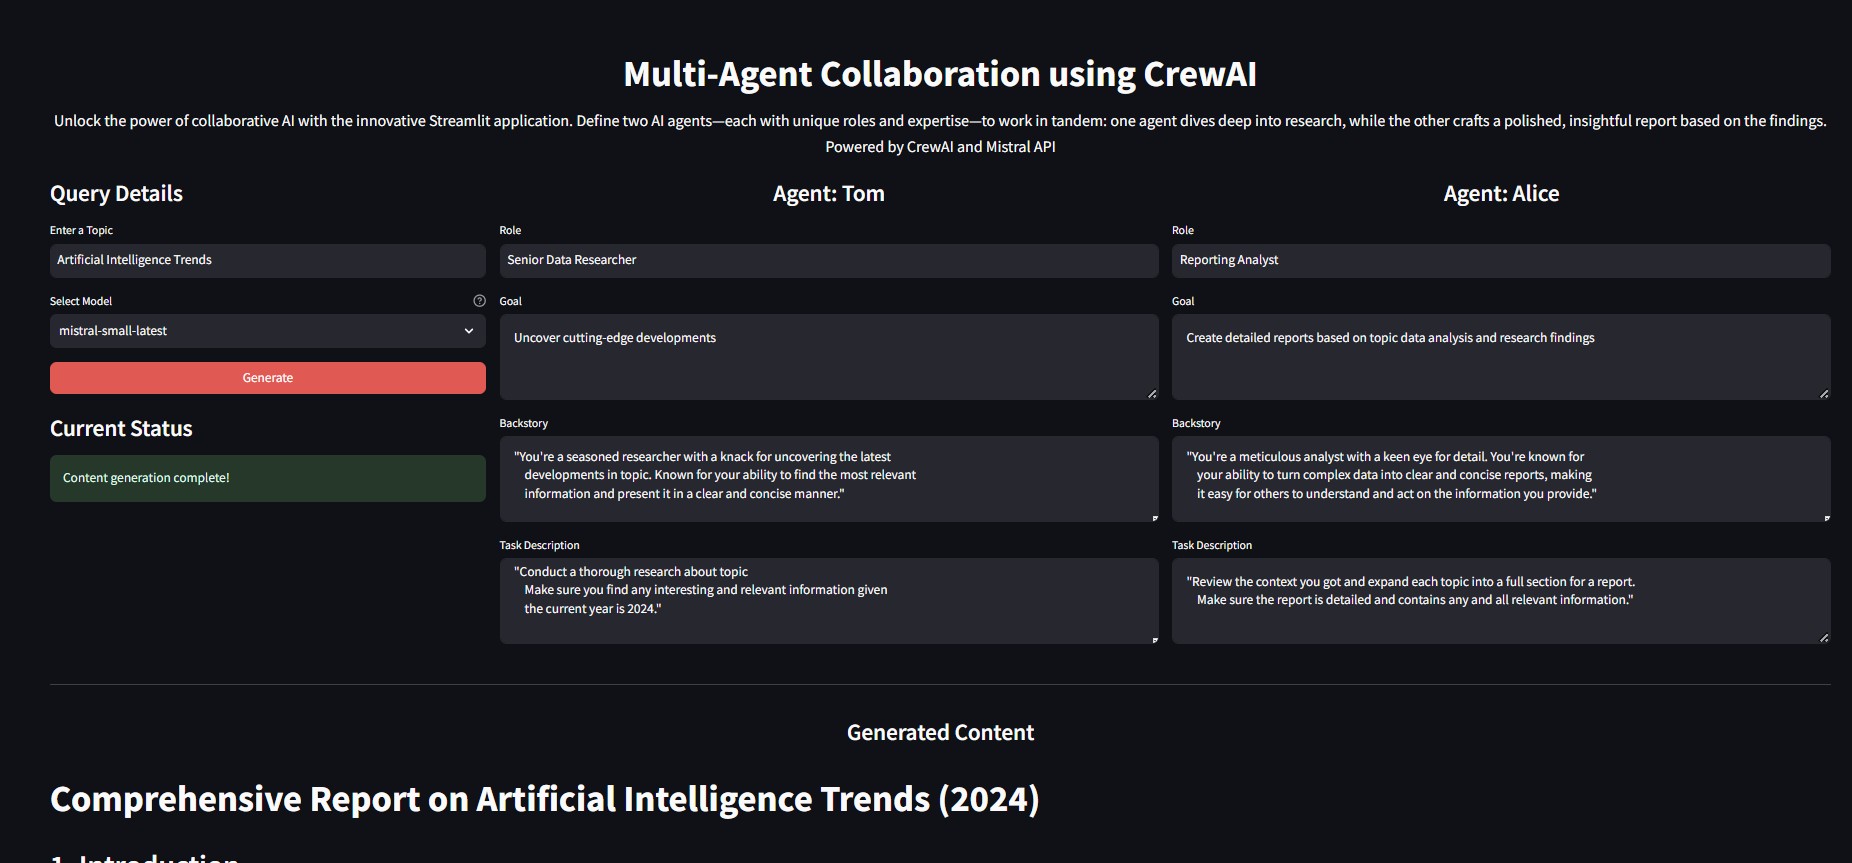 Multi-Agent Collaboration using CrewAI
Unlock the power of collaborative AI with the innovative Streamlit application. Define two AI agents—each with unique roles and expertise—to work in tandem: one agent dives deep into research, while the other crafts a polished, insightful report based on the findings.
Powered by CrewAI and Mistral API
Query Details
Enter a Topic
Artificial Intelligence Trends
Select Model
mistral-small-latest
Generate
Current Status
Content generation complete!
Agent: Tom
Role
Senior Data Researcher
Goal
Uncover cutting-edge developments
Backstory
"You're a seasoned researcher with a knack for uncovering the latest
developments in topic. Known for your ability to find the most relevant
information and present it in a clear and concise manner."
Task Description
"Conduct a thorough research about topic
Make sure you find any interesting and relevant information given
the current year is 2024."
Agent: Alice
Role
Reporting Analyst
Goal
Create detailed reports based on topic data analysis and research findings
Backstory
"You're a meticulous analyst with a keen eye for detail. You're known for
your ability to turn complex data into clear and concise reports, making
it easy for others to understand and act on the information you provide."
Task Description
"Review the context you got and expand each topic into a full section for a report.
Make sure the report is detailed and contains any and all relevant information."
Generated Content
Comprehensive Report on Artificial Intelligence Trends (2024)
1. Introduction